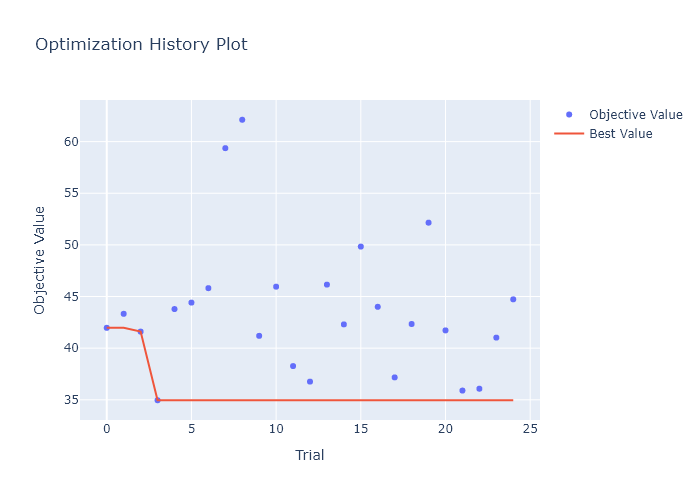 Optimization History Plot
Objective Value
Best Value
60
55
50
45
40
35
Objective Value
0 5 10 15 20 25
Trial